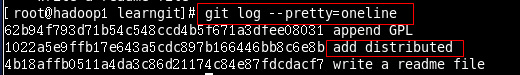 [root@hadoop1 learngit]# git log --pretty=oneline
62b94f793d71b54c548ccd4b5f671a3dfee08031 append GPL
1022a5e9ffb17e643a5cdc897b166446bb8c6e8b add distributed
4b18affb0511a4da3c86d21174c84e87fdcdacf7 write a readme file